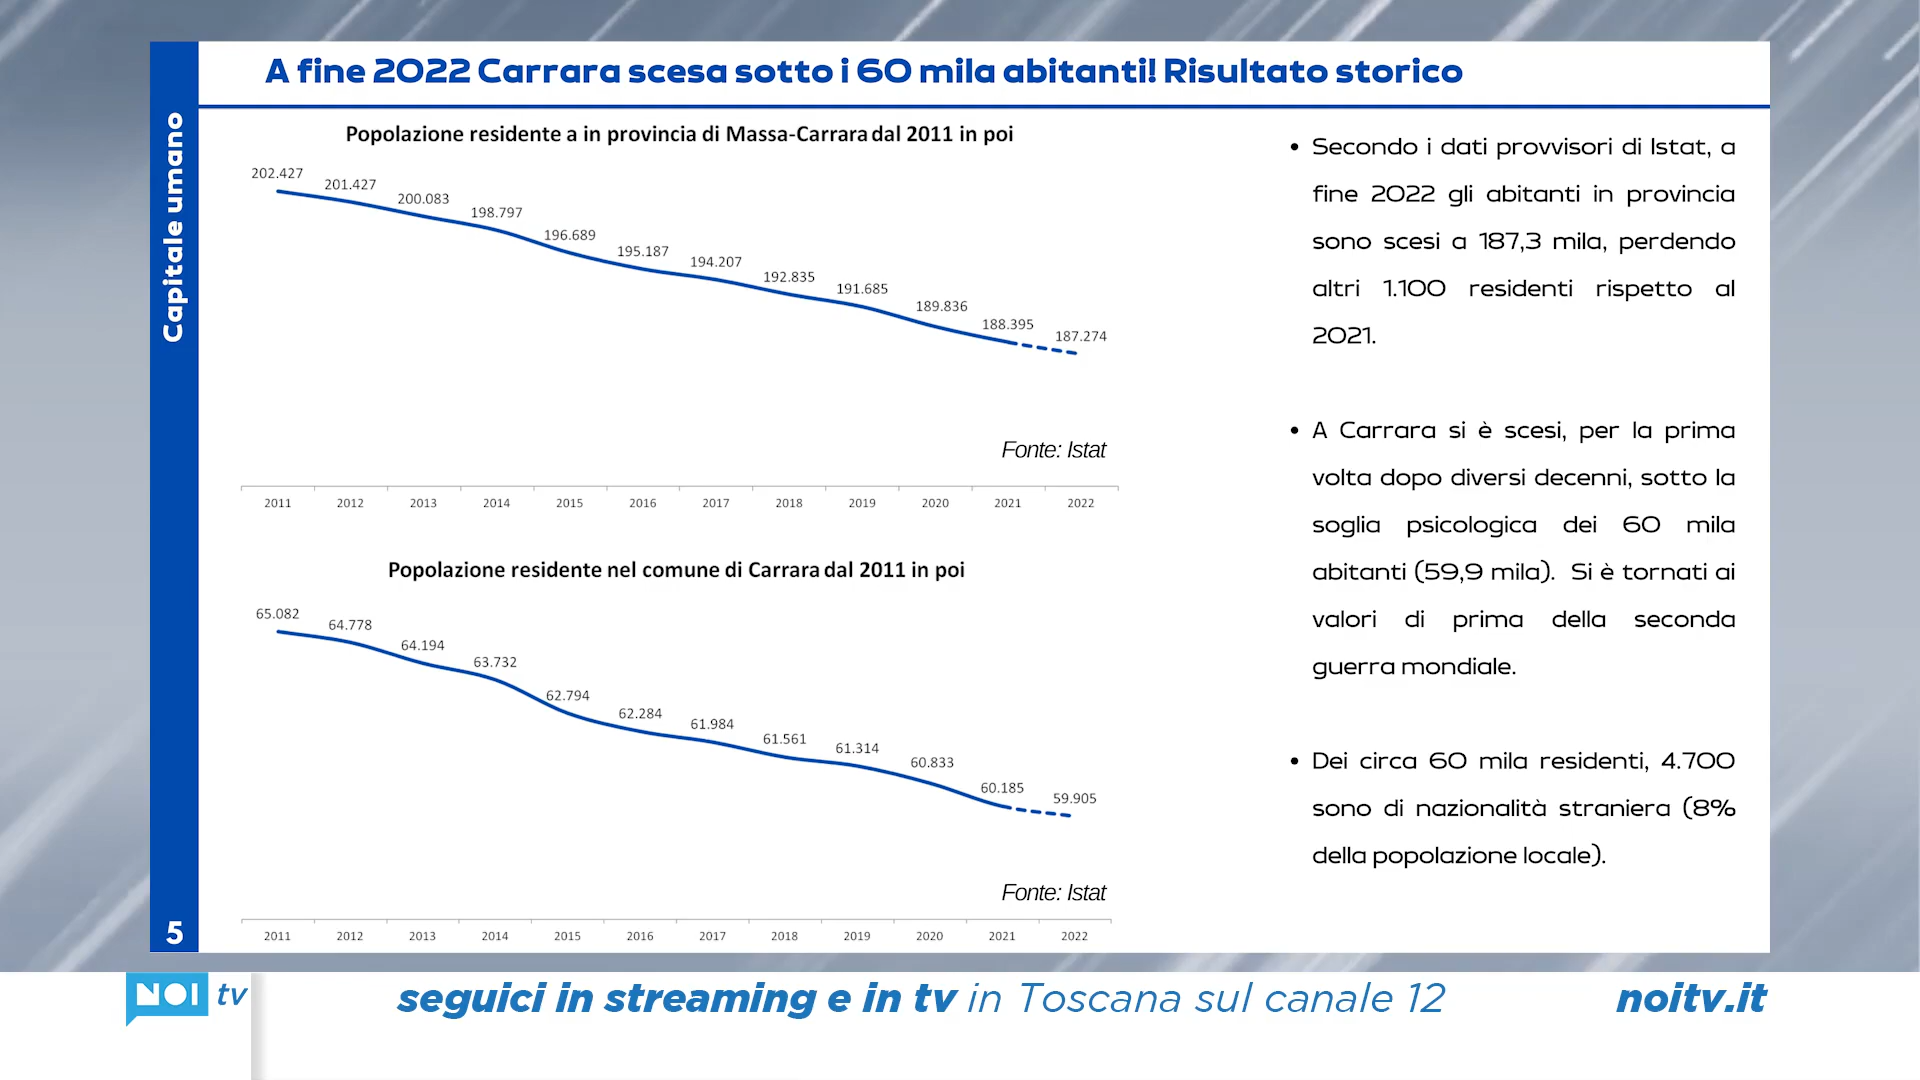 A fine 2022 Carrara scesa sotto i 60 mila abitanti! Risultato storico
Capitale umano
Popolazione residente a in provincia di Massa-Carrara dal 2011 in poi
202.427
201.427
200.083
198.797
196.689
195.187
194.207
192.835
191.685
189.836
188.395
187.274
Fonte: Istat
2011 2012 2013 2014 2015 2016 2017 2018 2019 2020 2021 2022
Popolazione residente nel comune di Carrara dal 2011 in poi
65.082
64.778
64.194
63.732
62.794
62.284
61.984
61.561
61.314
60.833
60.185
59.905
Fonte: Istat
2011 2012 2013 2014 2015 2016 2017 2018 2019 2020 2021 2022
• Secondo i dati provvisori di Istat, a
fine 2022 gli abitanti in provincia
sono scesi a 187,3 mila, perdendo
altri 1.100 residenti rispetto al
2021.
• A Carrara si è scesi, per la prima
volta dopo diversi decenni, sotto la
soglia psicologica dei 60 mila
abitanti (59,9 mila). Si è tornati ai
valori di prima della seconda
guerra mondiale.
• Dei circa 60 mila residenti, 4.700
sono di nazionalità straniera (8%
della popolazione locale).
5
NOI tv
seguici in streaming e in tv in Toscana sul canale 12
noitv.it